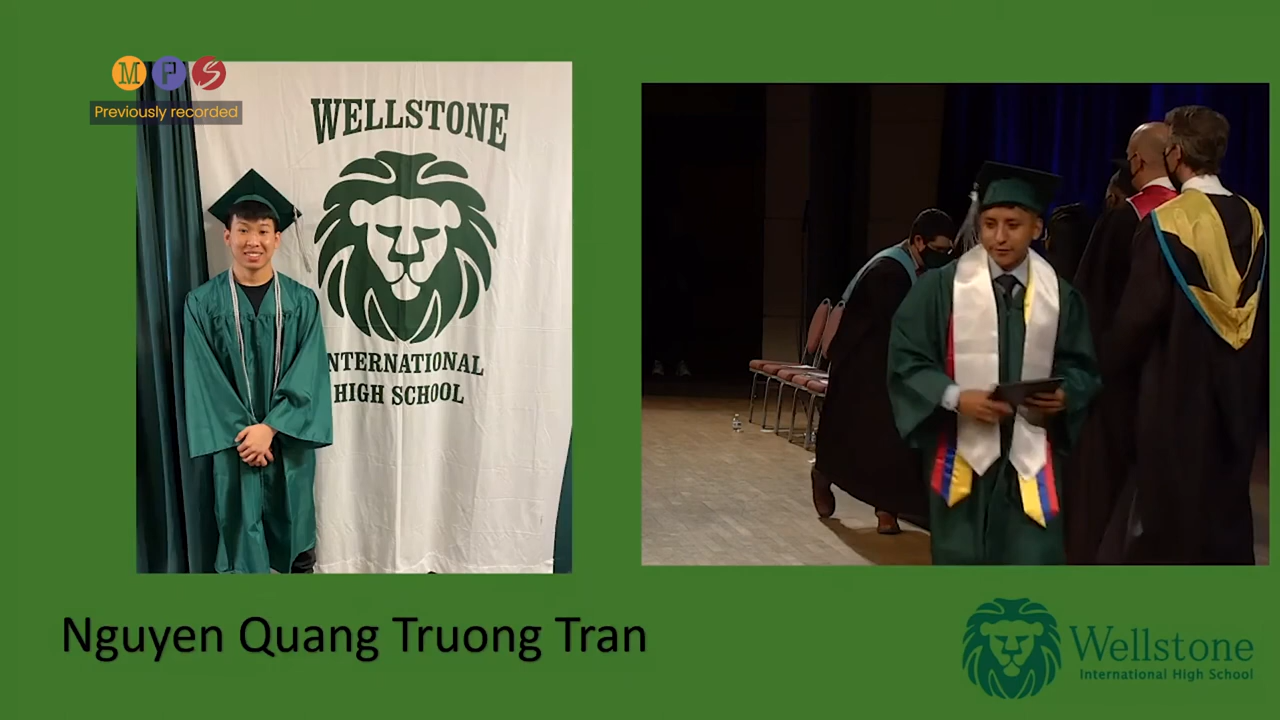 M P S
Previously recorded
WELLSTONE
INTERNATIONAL
HIGH SCHOOL
Nguyen Quang Truong Tran
Wellstone
International High School